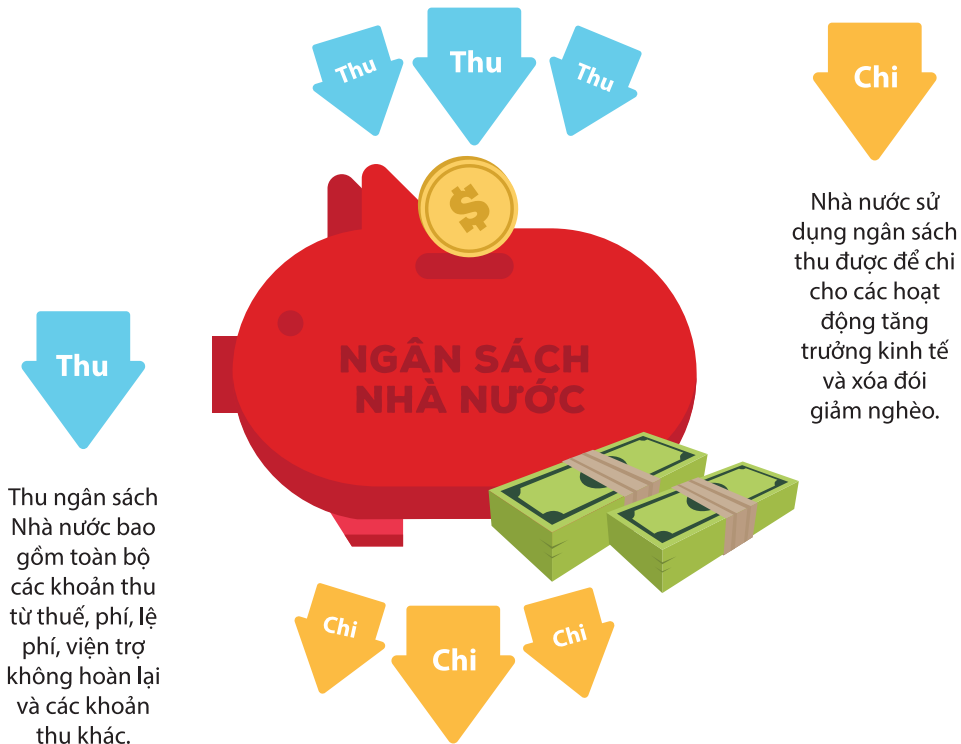 Thu
Thu
Thu
Chi
$
Nhà nước sử
dụng ngân sách
thu được để chi
cho các hoạt
động tăng
trưởng kinh tế
và xóa đói
giảm nghèo.
NGÂN SÁCH
NHÀ NƯỚC
Thu
Thu ngân sách
Nhà nước bao
gồm toàn bộ
các khoản thu
từ thuế, phí, lệ
phí, viện trợ
không hoàn lại
và các khoản
thu khác.
Chi
Chi
Chi